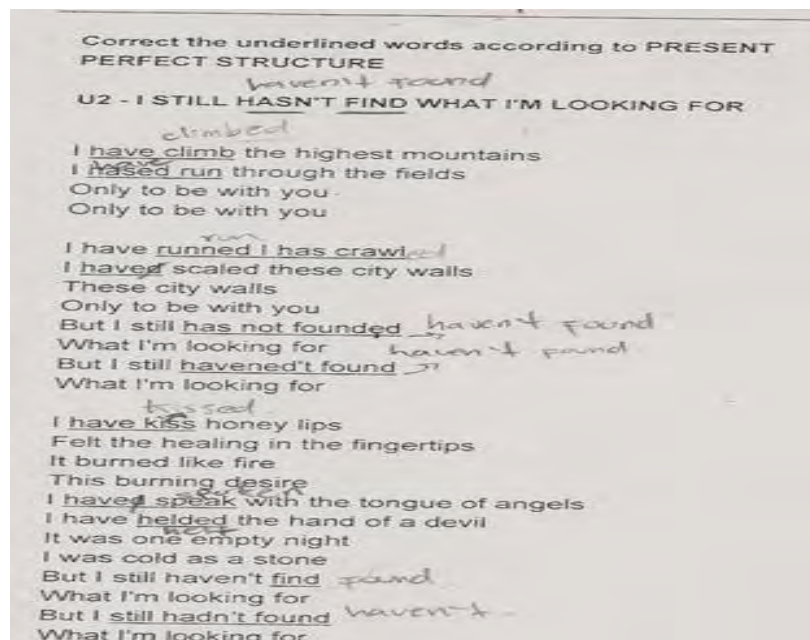 Correct the underlined words according to PRESENT
PERFECT STRUCTURE
haven't found
U2 - I STILL HASN'T FIND WHAT I'M LOOKING FOR
climbed
I have climb the highest mountains
have
I hased run through the fields
Only to be with you
Only to be with you
run
I have runned I has crawl ed
I haved scaled these city walls
These city walls
Only to be with you
But I still has not founded haven't found
What I'm looking for haven't found
But I still havened't found
What I'm looking for
kissed
I have kiss honey lips
Felt the healing in the fingertips
It burned like fire
This burning desire
I haved speak with the tongue of angels
I have helded the hand of a devil
held
It was one empty night
I was cold as a stone
But I still haven't find found
What I'm looking for
But I still hadn't found haven't
What I'm looking for